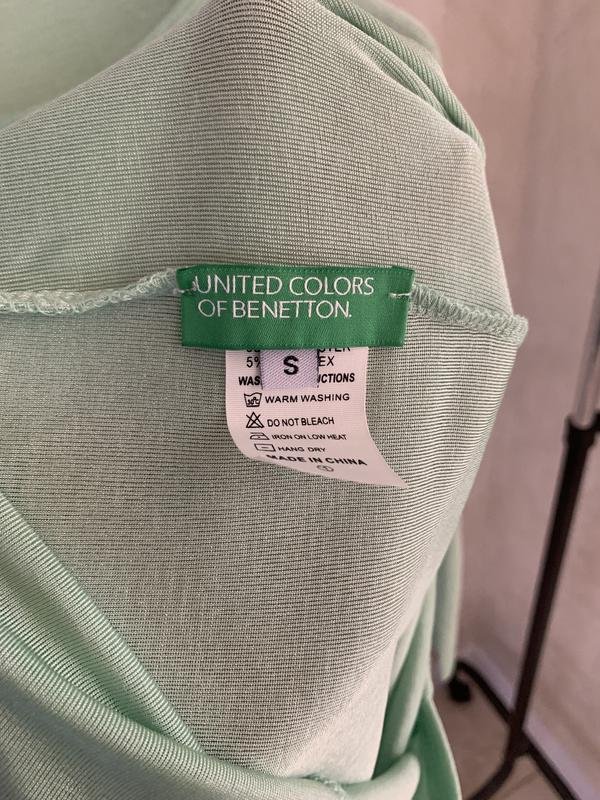 UNITED COLORS
OF BENETTON.
S
WARM WASHING
DO NOT BLEACH
IRON ON LOW HEAT
HANG DRY
MADE IN CHINA